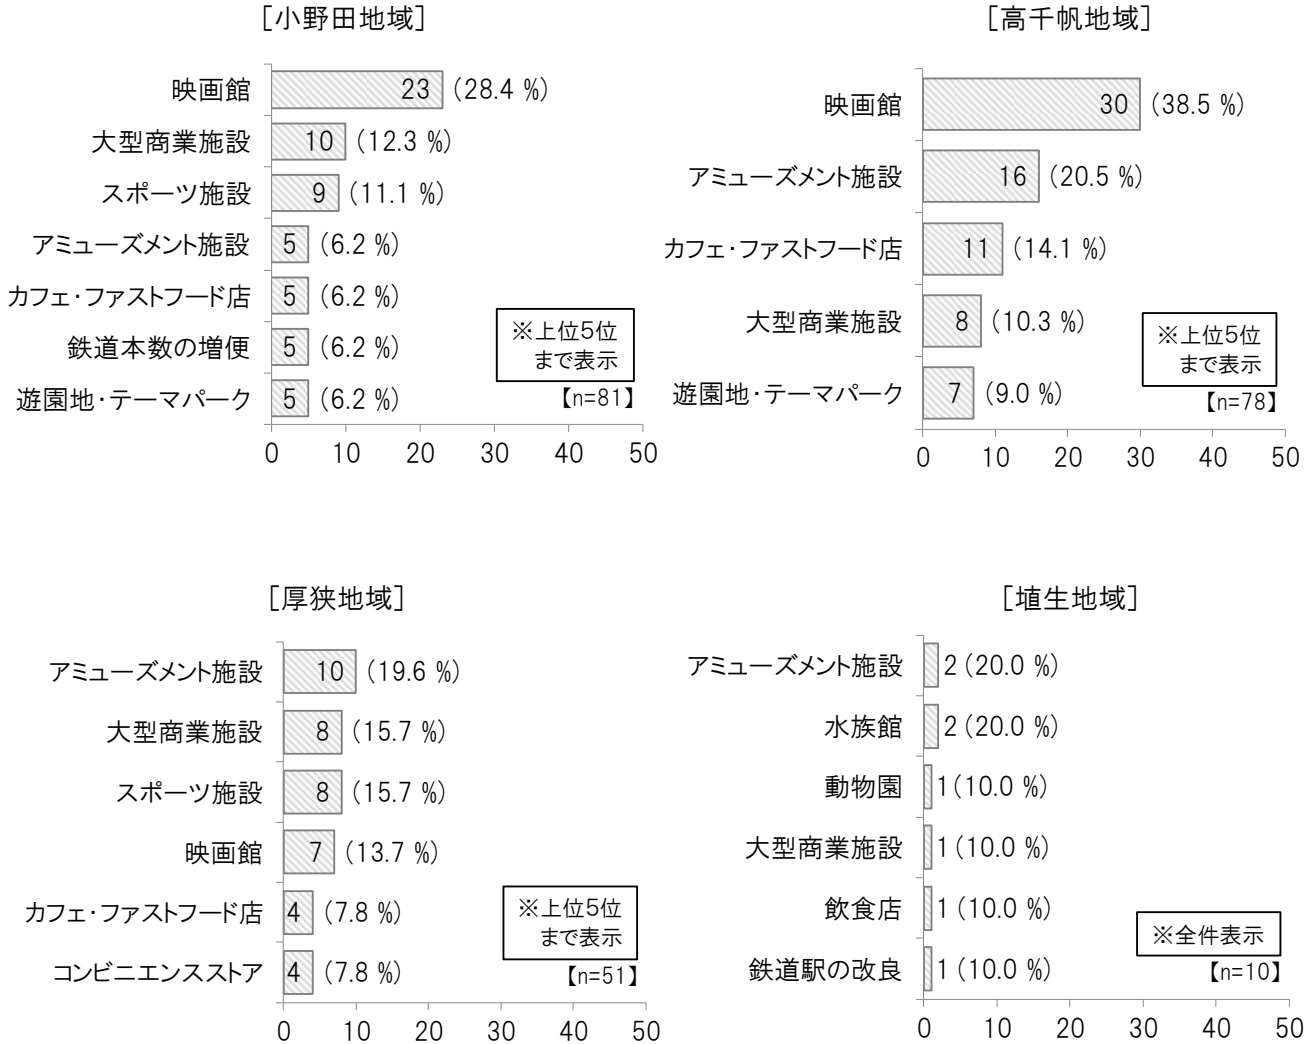 ［小野田地域］
映画館 23 （28.4 %）
大型商業施設 10 （12.3 %）
スポーツ施設 9 （11.1 %）
アミューズメント施設 5 （6.2 %）
カフェ・ファストフード店 5 （6.2 %）
鉄道本数の増便 5 （6.2 %）
遊園地・テーマパーク 5 （6.2 %）
※上位5位
まで表示
【n=81】
0 10 20 30 40 50
［高千帆地域］
映画館 30 （38.5 %）
アミューズメント施設 16 （20.5 %）
カフェ・ファストフード店 11 （14.1 %）
大型商業施設 8 （10.3 %）
遊園地・テーマパーク 7 （9.0 %）
※上位5位
まで表示
【n=78】
0 10 20 30 40 50
［厚狭地域］
アミューズメント施設 10 （19.6 %）
大型商業施設 8 （15.7 %）
スポーツ施設 8 （15.7 %）
映画館 7 （13.7 %）
カフェ・ファストフード店 4 （7.8 %）
コンビニエンスストア 4 （7.8 %）
※上位5位
まで表示
【n=51】
0 10 20 30 40 50
［埴生地域］
アミューズメント施設 2（20.0 %）
水族館 2（20.0 %）
動物園 1（10.0 %）
大型商業施設 1（10.0 %）
飲食店 1（10.0 %）
鉄道駅の改良 1（10.0 %）
※全件表示
【n=10】
0 10 20 30 40 50